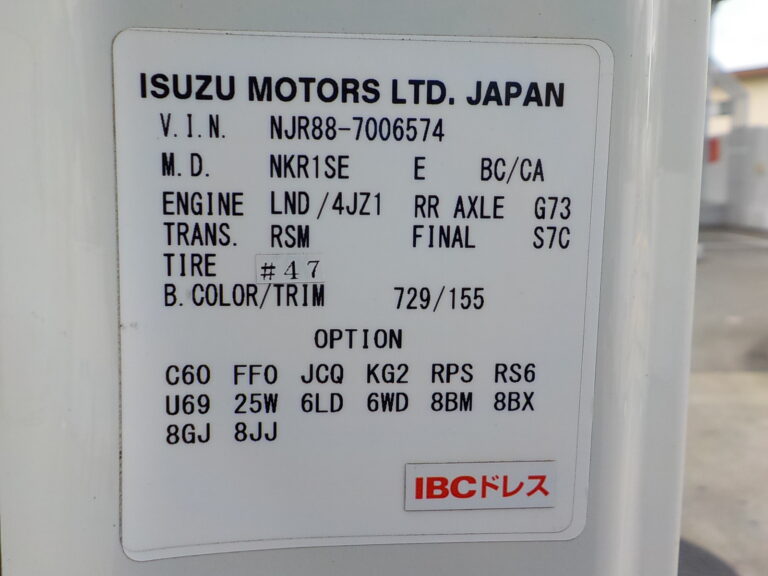 ISUZU MOTORS LTD. JAPAN
V.I.N. NJR88-7006574
M.D. NKR1SE E BC/CA
ENGINE LND/4JZ1 RR AXLE G73
TRANS. RSM FINAL S7C
TIRE #47
B.COLOR/TRIM 729/155
OPTION
C60 FF0 JCQ KG2 RPS RS6
U69 25W 6LD 6WD 8BM 8BX
8GJ 8JJ
IBCドレス